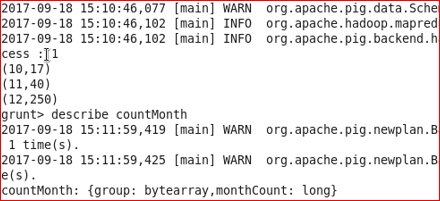 2017-09-18 15:10:46,077 [main] WARN  org.apache.pig.data.Sche
2017-09-18 15:10:46,102 [main] INFO  org.apache.hadoop.mapred
2017-09-18 15:10:46,102 [main] INFO  org.apache.pig.backend.h
cess : 1
(10,17)
(11,40)
(12,250)
grunt> describe countMonth
2017-09-18 15:11:59,419 [main] WARN  org.apache.pig.newplan.B
 1 time(s).
2017-09-18 15:11:59,425 [main] WARN  org.apache.pig.newplan.B
e(s).
countMonth: {group: bytearray,monthCount: long}